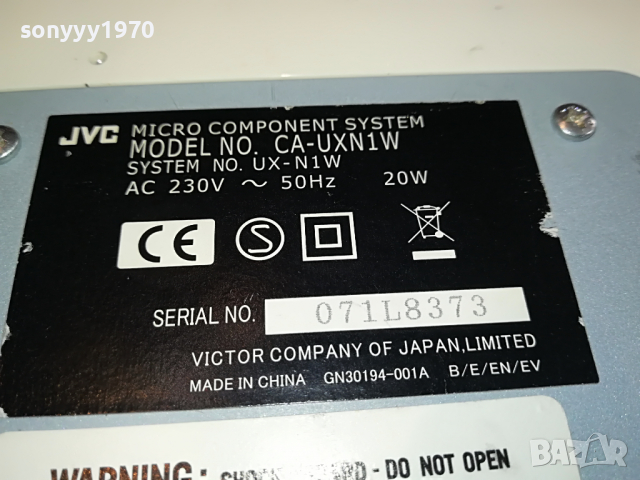 sonyyy1970
JVC MICRO COMPONENT SYSTEM
MODEL NO. CA-UXN1W
SYSTEM NO. UX-N1W
AC 230V ～ 50Hz 20W
CE S
SERIAL NO. 071L8373
VICTOR COMPANY OF JAPAN,LIMITED
MADE IN CHINA GN30194-001A B/E/EN/EV
WARNING: - DO NOT OPEN
BAZAR